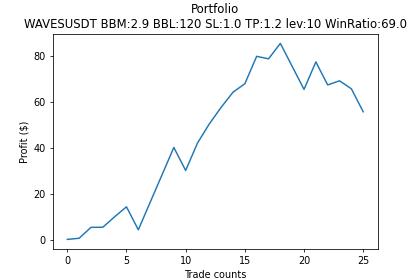 Portfolio
WAVESUSDT BBM:2.9 BBL:120 SL:1.0 TP:1.2 lev:10 WinRatio:69.0
80
60
40
20
0
Profit ($)
0 5 10 15 20 25
Trade counts